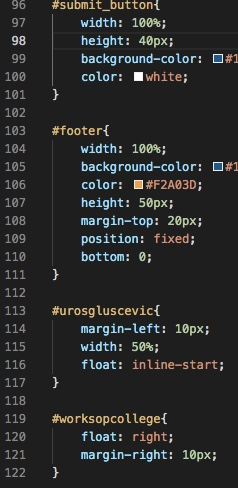 96 #submit_button{
97 width: 100%;
98 height: 40px;
99 background-color: #1
100 color: white;
101 }
102
103 #footer{
104 width: 100%;
105 background-color: #1
106 color: #F2A03D;
107 height: 50px;
108 margin-top: 20px;
109 position: fixed;
110 bottom: 0;
111 }
112
113 #urosgluscevic{
114 margin-left: 10px;
115 width: 50%;
116 float: inline-start;
117 }
118
119 #worksopcollege{
120 float: right;
121 margin-right: 10px;
122 }